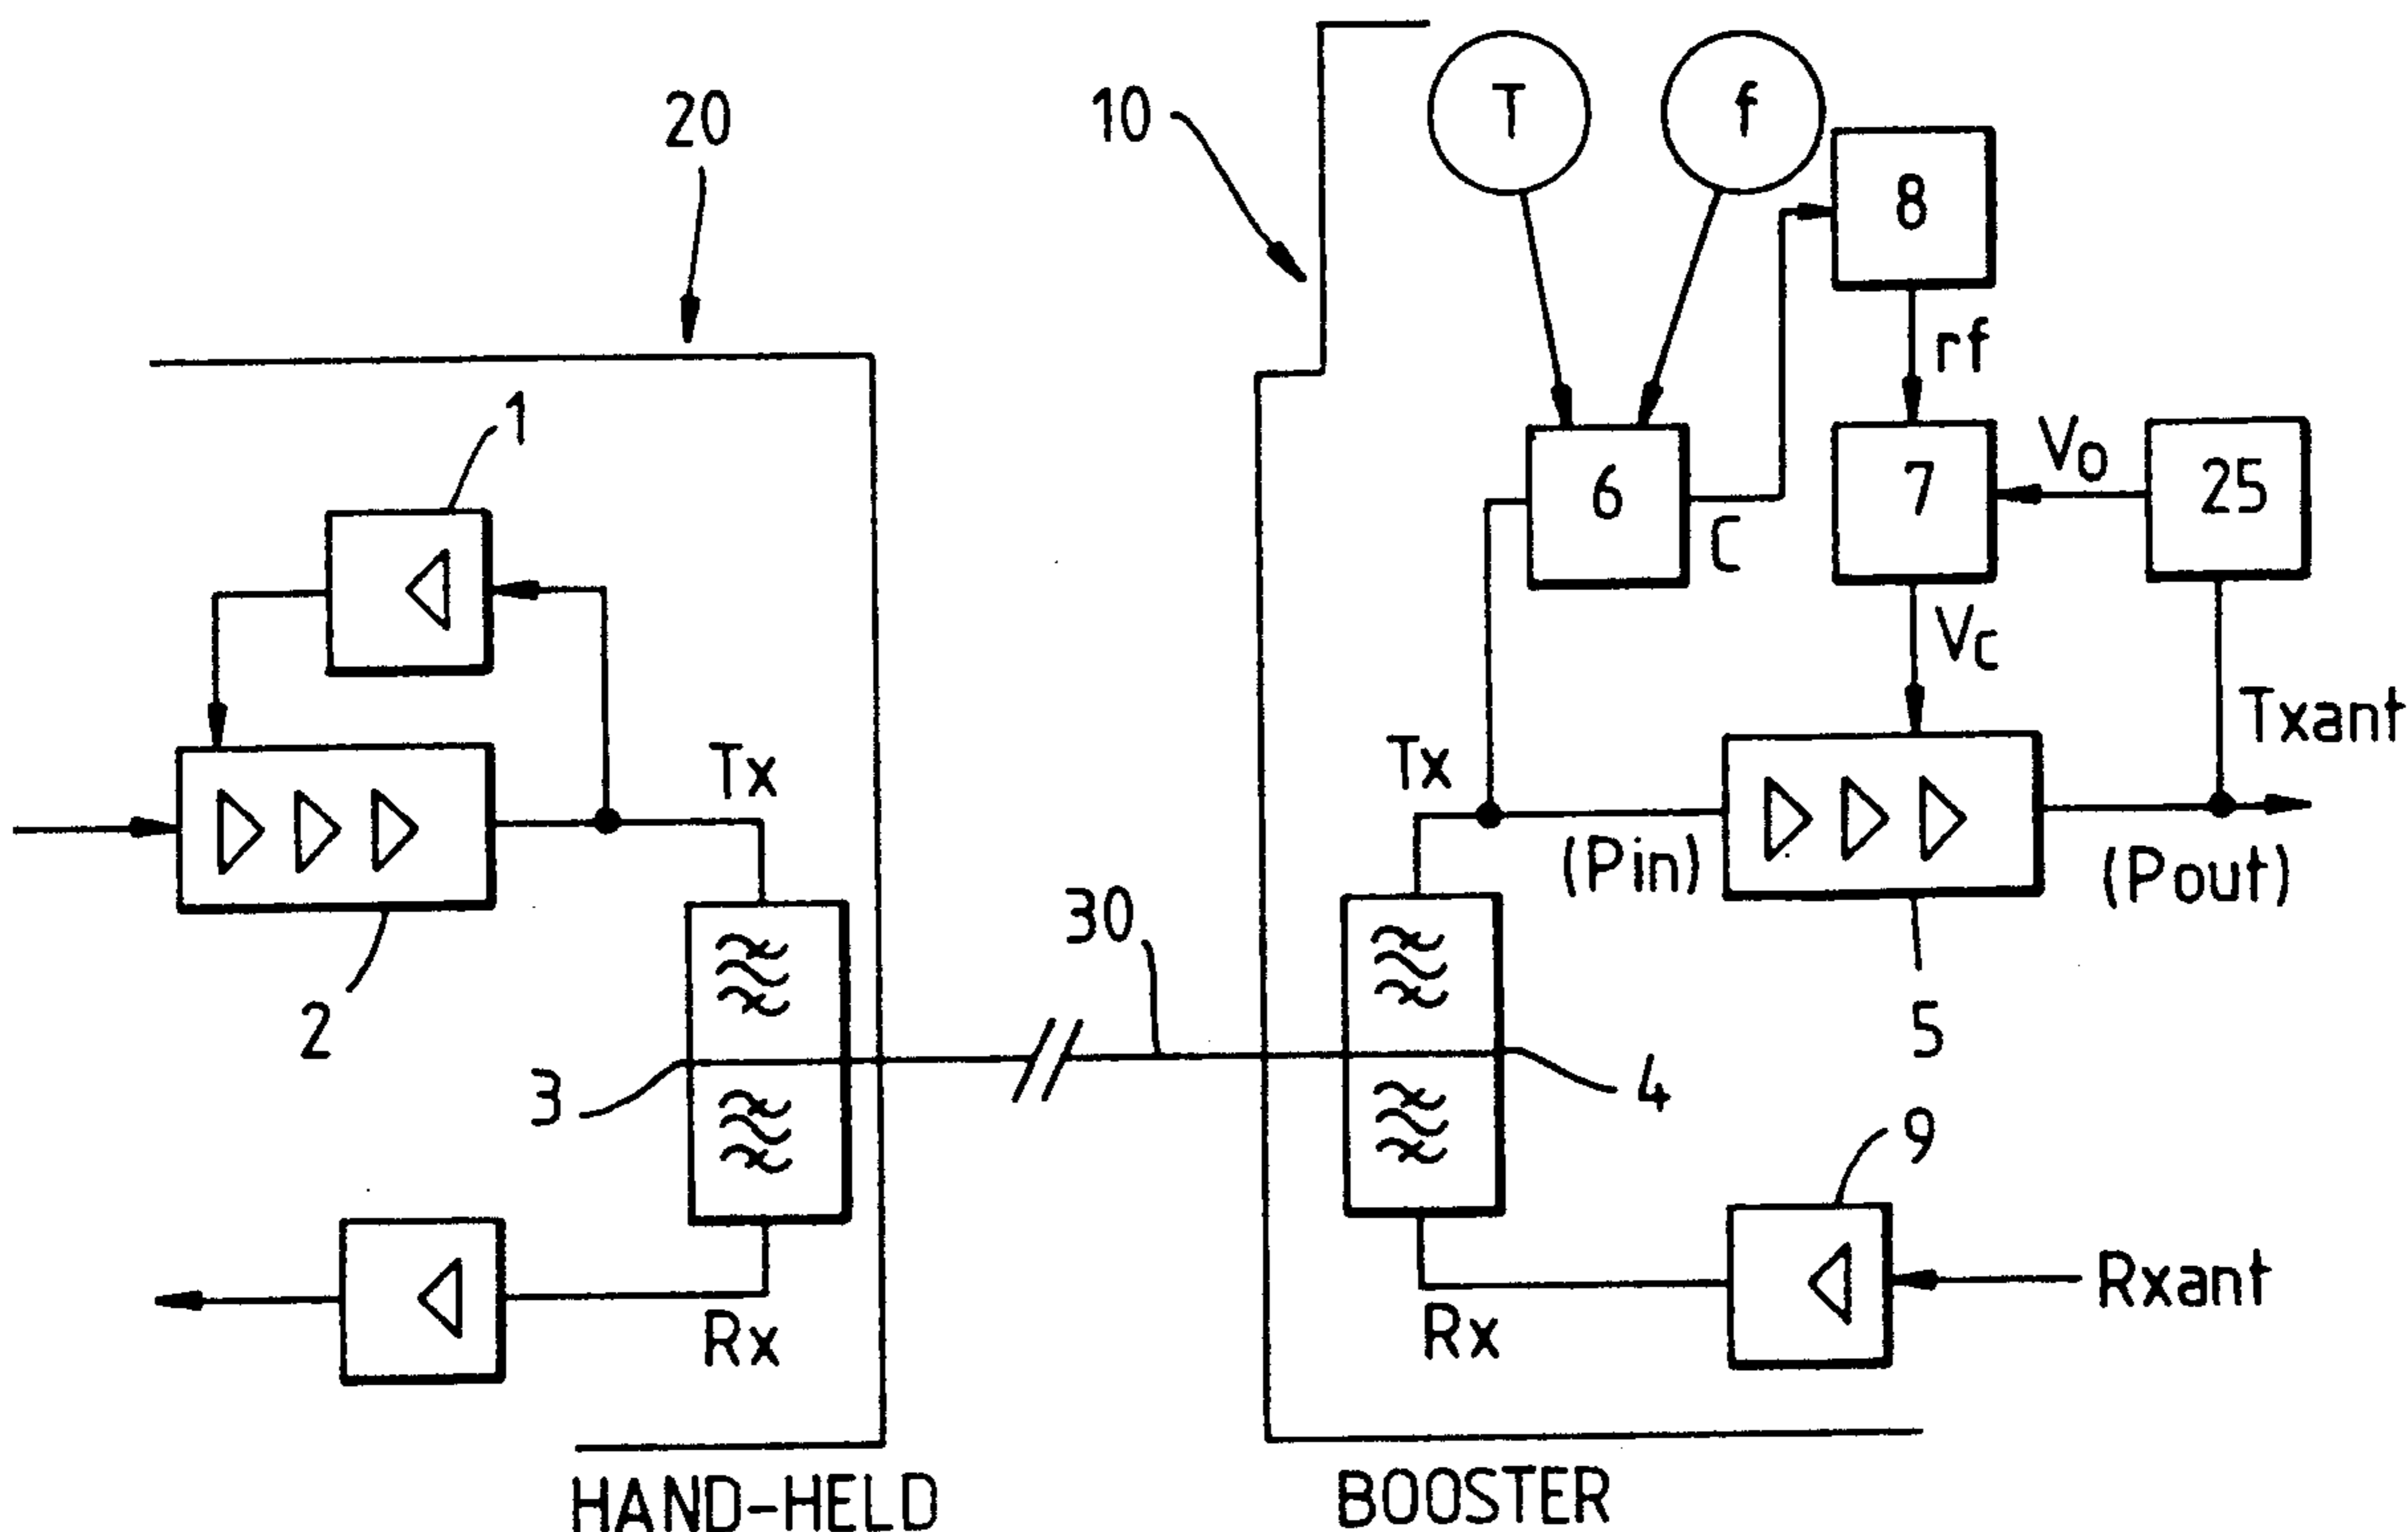 20
10
T
f
8
rf
1
6
C
7
Vo
25
Vc
Tx
Tx
Txant
(Pin)
(Pout)
2
30
5
3
4
9
Rx
Rx
Rxant
HAND-HELD
BOOSTER